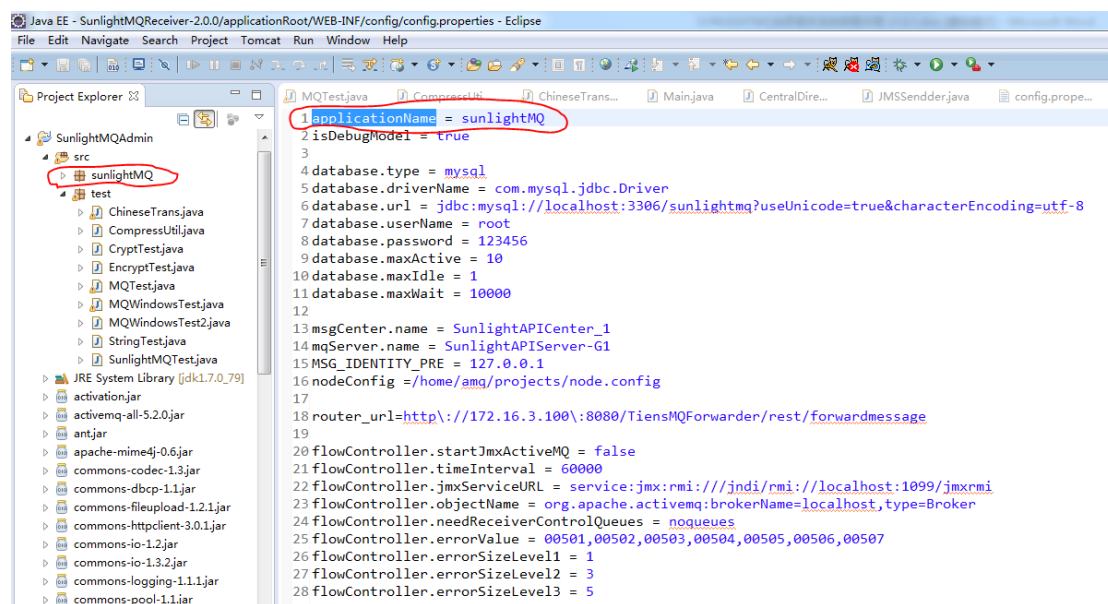 Java EE - SunlightMQReceiver-2.0.0/applicationRoot/WEB-INF/config/config.properties - Eclipse
File Edit Navigate Search Project Tomcat Run Window Help
Project Explorer
MQTest.java CompressUti... ChineseTrans... Main.java CentralDire... JMSSendder.java config.prope...
SunlightMQAdmin
src
sunlightMQ
test
ChineseTrans.java
CompressUtil.java
CryptTest.java
EncryptTest.java
MQTest.java
MQWindowsTest.java
MQWindowsTest2.java
StringTest.java
SunlightMQTest.java
JRE System Library [jdk1.7.0_79]
activation.jar
activemq-all-5.2.0.jar
ant.jar
apache-mime4j-0.6.jar
commons-codec-1.3.jar
commons-dbcp-1.1.jar
commons-fileupload-1.2.1.jar
commons-httpclient-3.0.1.jar
commons-io-1.2.jar
commons-io-1.3.2.jar
commons-logging-1.1.1.jar
commons-pool-1.1.jar
1 applicationName = sunlightMQ
2 isDebugModel = true
3
4 database.type = mysql
5 database.driverName = com.mysql.jdbc.Driver
6 database.url = jdbc:mysql://localhost:3306/sunlightmq?useUnicode=true&characterEncoding=utf-8
7 database.userName = root
8 database.password = 123456
9 database.maxActive = 10
10 database.maxIdle = 1
11 database.maxWait = 10000
12
13 msgCenter.name = SunlightAPICenter_1
14 mqServer.name = SunlightAPIServer-G1
15 MSG_IDENTITY_PRE = 127.0.0.1
16 nodeConfig =/home/amq/projects/node.config
17
18 router_url=http\://172.16.3.100\:8080/TiensMQForwarder/rest/forwardmessage
19
20 flowController.startJmxActiveMQ = false
21 flowController.timeInterval = 60000
22 flowController.jmxServiceURL = service:jmx:rmi:///jndi/rmi://localhost:1099/jmxrmi
23 flowController.objectName = org.apache.activemq:brokerName=localhost,type=Broker
24 flowController.needReceiverControlQueues = noqueues
25 flowController.errorValue = 00501,00502,00503,00504,00505,00506,00507
26 flowController.errorSizeLevel1 = 1
27 flowController.errorSizeLevel2 = 3
28 flowController.errorSizeLevel3 = 5